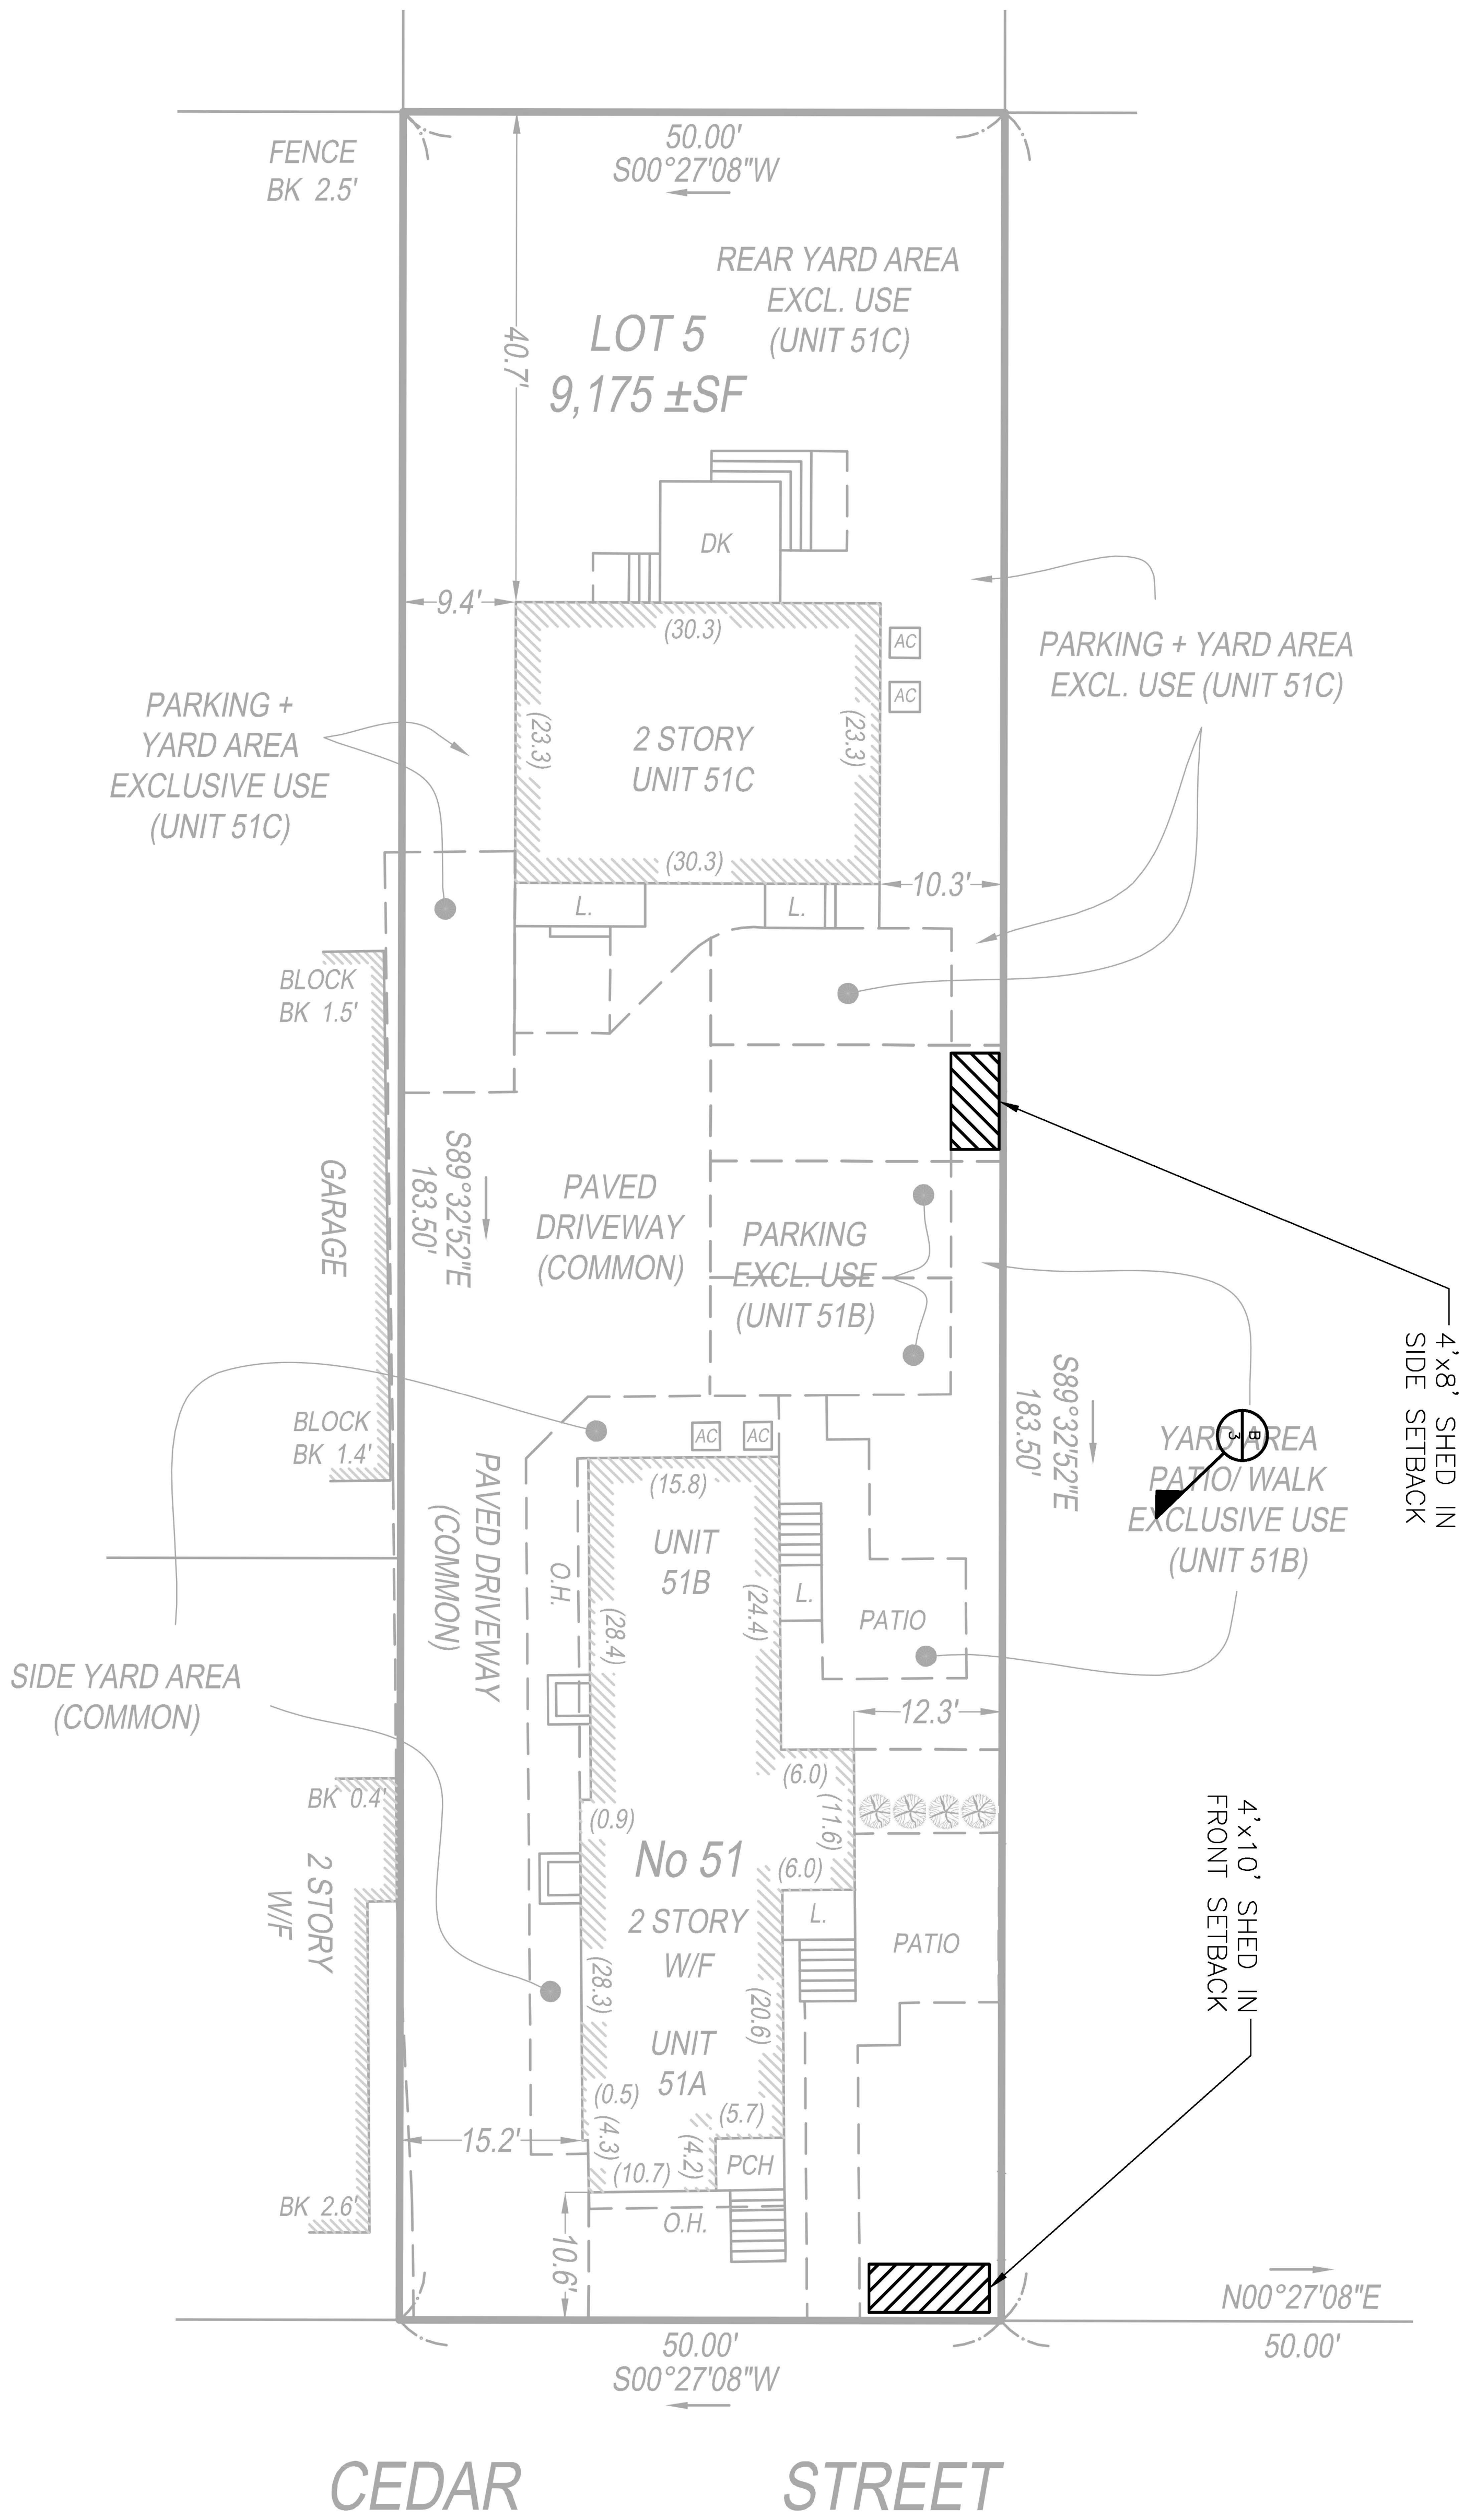 FENCE
BK 2.5'
50.00'
S00°27'08"W
REAR YARD AREA
EXCL. USE
(UNIT 51C)
LOT 5
9,175 ±SF
40.7'
DK
9.4'
(30.3)
AC
AC
PARKING + YARD AREA
EXCL. USE (UNIT 51C)
PARKING +
YARD AREA
EXCLUSIVE USE
(UNIT 51C)
(23.3)
(23.3)
2 STORY
UNIT 51C
(30.3)
10.3'
L.
L.
BLOCK
BK 1.5'
GARAGE
S89°32'52"E
183.50'
PAVED
DRIVEWAY
(COMMON)
PARKING
EXCL. USE
(UNIT 51B)
4'x8' SHED IN
SIDE SETBACK
S89°32'52"E
183.50'
B
3
YARD AREA
PATIO/ WALK
EXCLUSIVE USE
(UNIT 51B)
BLOCK
BK 1.4'
AC
AC
PAVED DRIVEWAY
(COMMON)
(15.8)
UNIT
51B
O.H.
(28.4)
(24.4)
L.
PATIO
SIDE YARD AREA
(COMMON)
12.3'
BK 0.4'
(6.0)
(11.6)
(0.9)
No 51
(6.0)
2 STORY
W/F
L.
PATIO
2 STORY
W/F
4'x10' SHED IN
FRONT SETBACK
(28.3)
(20.6)
UNIT
51A
(0.5)
(4.3)
(5.7)
15.2'
(4.2)
PCH
(10.7)
BK 2.6'
O.H.
10.6'
N00°27'08"E
50.00'
50.00'
S00°27'08"W
CEDAR STREET